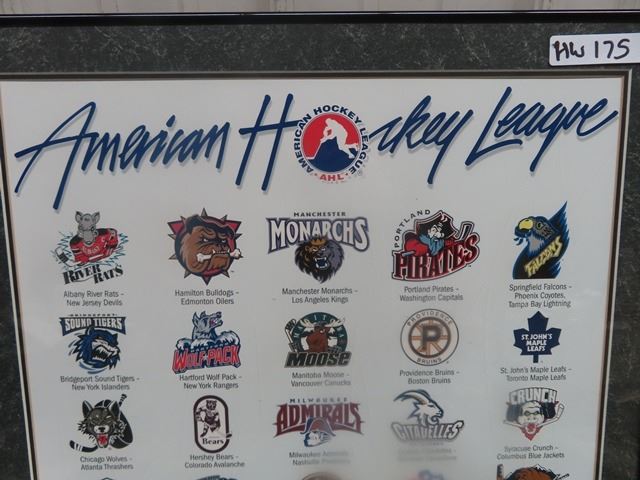 HW 175
American Hockey League
AMERICAN HOCKEY LEAGUE
AHL
RIVER RATS
Albany River Rats –
New Jersey Devils
Hamilton Bulldogs –
Edmonton Oilers
MANCHESTER
MONARCHS
Manchester Monarchs –
Los Angeles Kings
PORTLAND
PIRATES
Portland Pirates –
Washington Capitals
FALCONS
Springfield Falcons –
Phoenix Coyotes,
Tampa Bay Lightning
BRIDGEPORT
SOUND TIGERS
Bridgeport Sound Tigers –
New York Islanders
WOLF·PACK
Hartford Wolf Pack –
New York Rangers
MANITOBA
Moose
Manitoba Moose –
Vancouver Canucks
PROVIDENCE
P
BRUINS
Providence Bruins –
Boston Bruins
ST. JOHN'S
MAPLE
LEAFS
St. John's Maple Leafs –
Toronto Maple Leafs
Chicago Wolves –
Atlanta Thrashers
Bears
Hershey Bears –
Colorado Avalanche
MILWAUKEE
ADMIRALS
Milwaukee Admirals
Nashville
CITADELLES
CRUNCH
Syracuse Crunch –
Columbus Blue Jackets